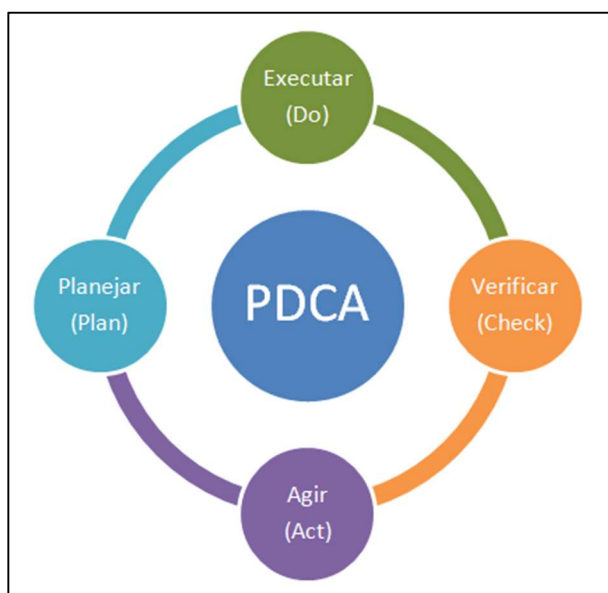 Executar
(Do)
Planejar
(Plan)
PDCA
Verificar
(Check)
Agir
(Act)